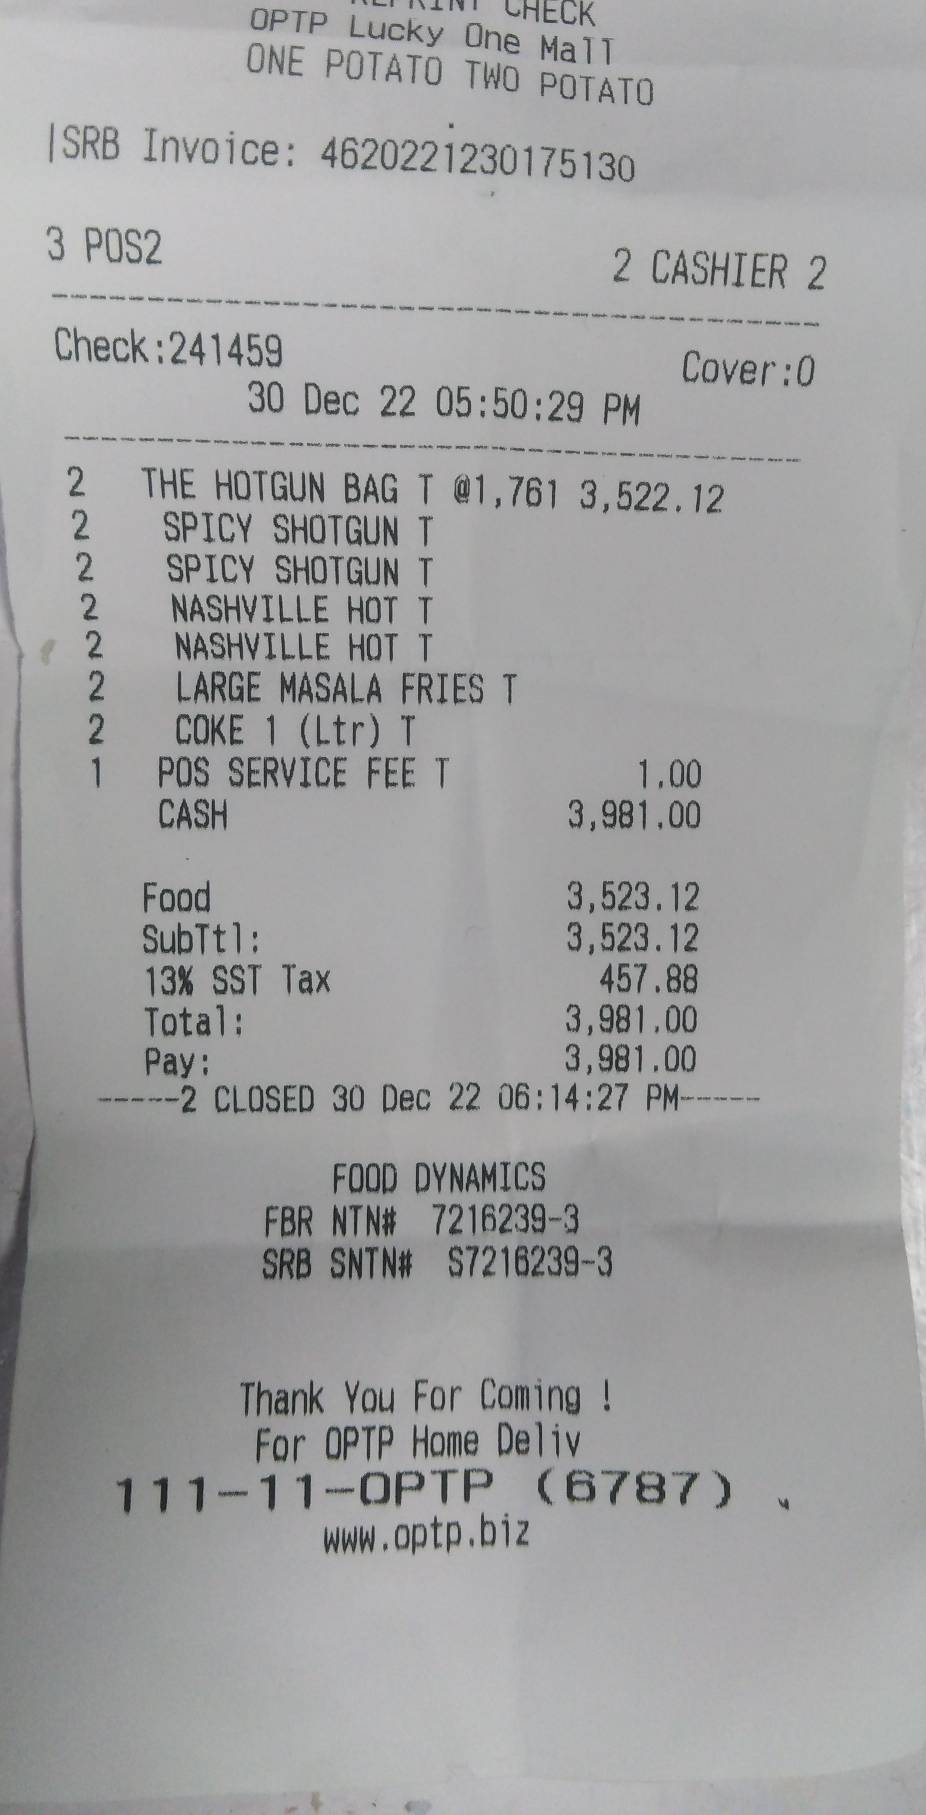 REPRINT CHECK
OPTP Lucky One Mall
ONE POTATO TWO POTATO
|SRB Invoice: 4620221230175130
3 POS2 2 CASHIER 2
--------------------------------------
Check:241459 Cover:0
30 Dec 22 05:50:29 PM
--------------------------------------
2 THE HOTGUN BAG T @1,761 3,522.12
2 SPICY SHOTGUN T
2 SPICY SHOTGUN T
2 NASHVILLE HOT T
2 NASHVILLE HOT T
2 LARGE MASALA FRIES T
2 COKE 1 (Ltr) T
1 POS SERVICE FEE T 1.00
CASH 3,981.00
Food 3,523.12
SubTtl: 3,523.12
13% SST Tax 457.88
Total: 3,981.00
Pay: 3,981.00
-----2 CLOSED 30 Dec 22 06:14:27 PM-----
FOOD DYNAMICS
FBR NTN# 7216239-3
SRB SNTN# S7216239-3
Thank You For Coming !
For OPTP Home Deliv
111-11-OPTP (6787)
www.optp.biz